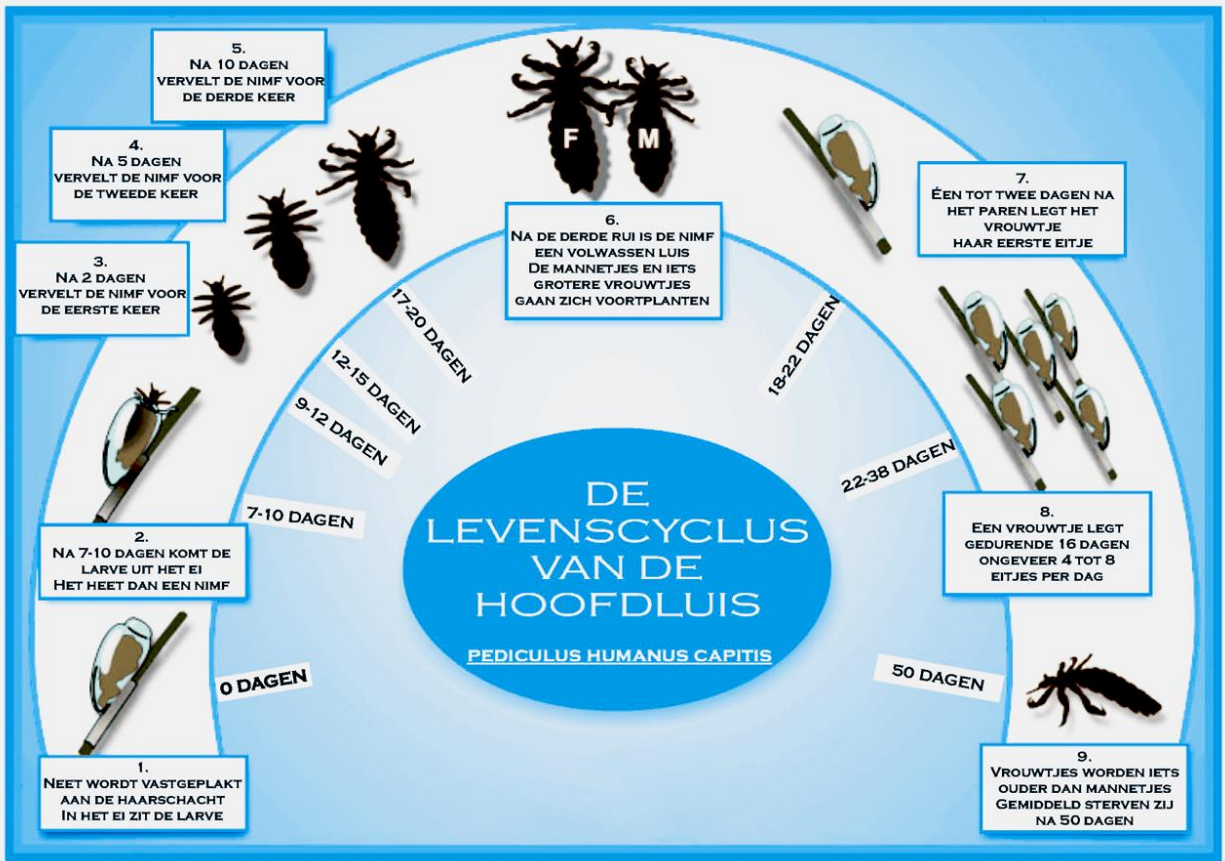 DE
LEVENSCYCLUS
VAN DE
HOOFDLUIS
PEDICULUS HUMANUS CAPITIS
1.
NEET WORDT VASTGEPLAKT
AAN DE HAARSCHACHT
IN HET EI ZIT DE LARVE
0 DAGEN
2.
NA 7-10 DAGEN KOMT DE
LARVE UIT HET EI
HET HEET DAN EEN NIMF
7-10 DAGEN
3.
NA 2 DAGEN
VERVELT DE NIMF VOOR
DE EERSTE KEER
9-12 DAGEN
4.
NA 5 DAGEN
VERVELT DE NIMF VOOR
DE TWEEDE KEER
12-15 DAGEN
5.
NA 10 DAGEN
VERVELT DE NIMF VOOR
DE DERDE KEER
17-20 DAGEN
F
M
6.
NA DE DERDE RUI IS DE NIMF
EEN VOLWASSEN LUIS
DE MANNETJES EN IETS
GROTERE VROUWTJES
GAAN ZICH VOORTPLANTEN
7.
ÉEN TOT TWEE DAGEN NA
HET PAREN LEGT HET
VROUWTJE
HAAR EERSTE EITJE
18-22 DAGEN
8.
EEN VROUWTJE LEGT
GEDURENDE 16 DAGEN
ONGEVEER 4 TOT 8
EITJES PER DAG
22-38 DAGEN
9.
VROUWTJES WORDEN IETS
OUDER DAN MANNETJES
GEMIDDELD STERVEN ZIJ
NA 50 DAGEN
50 DAGEN